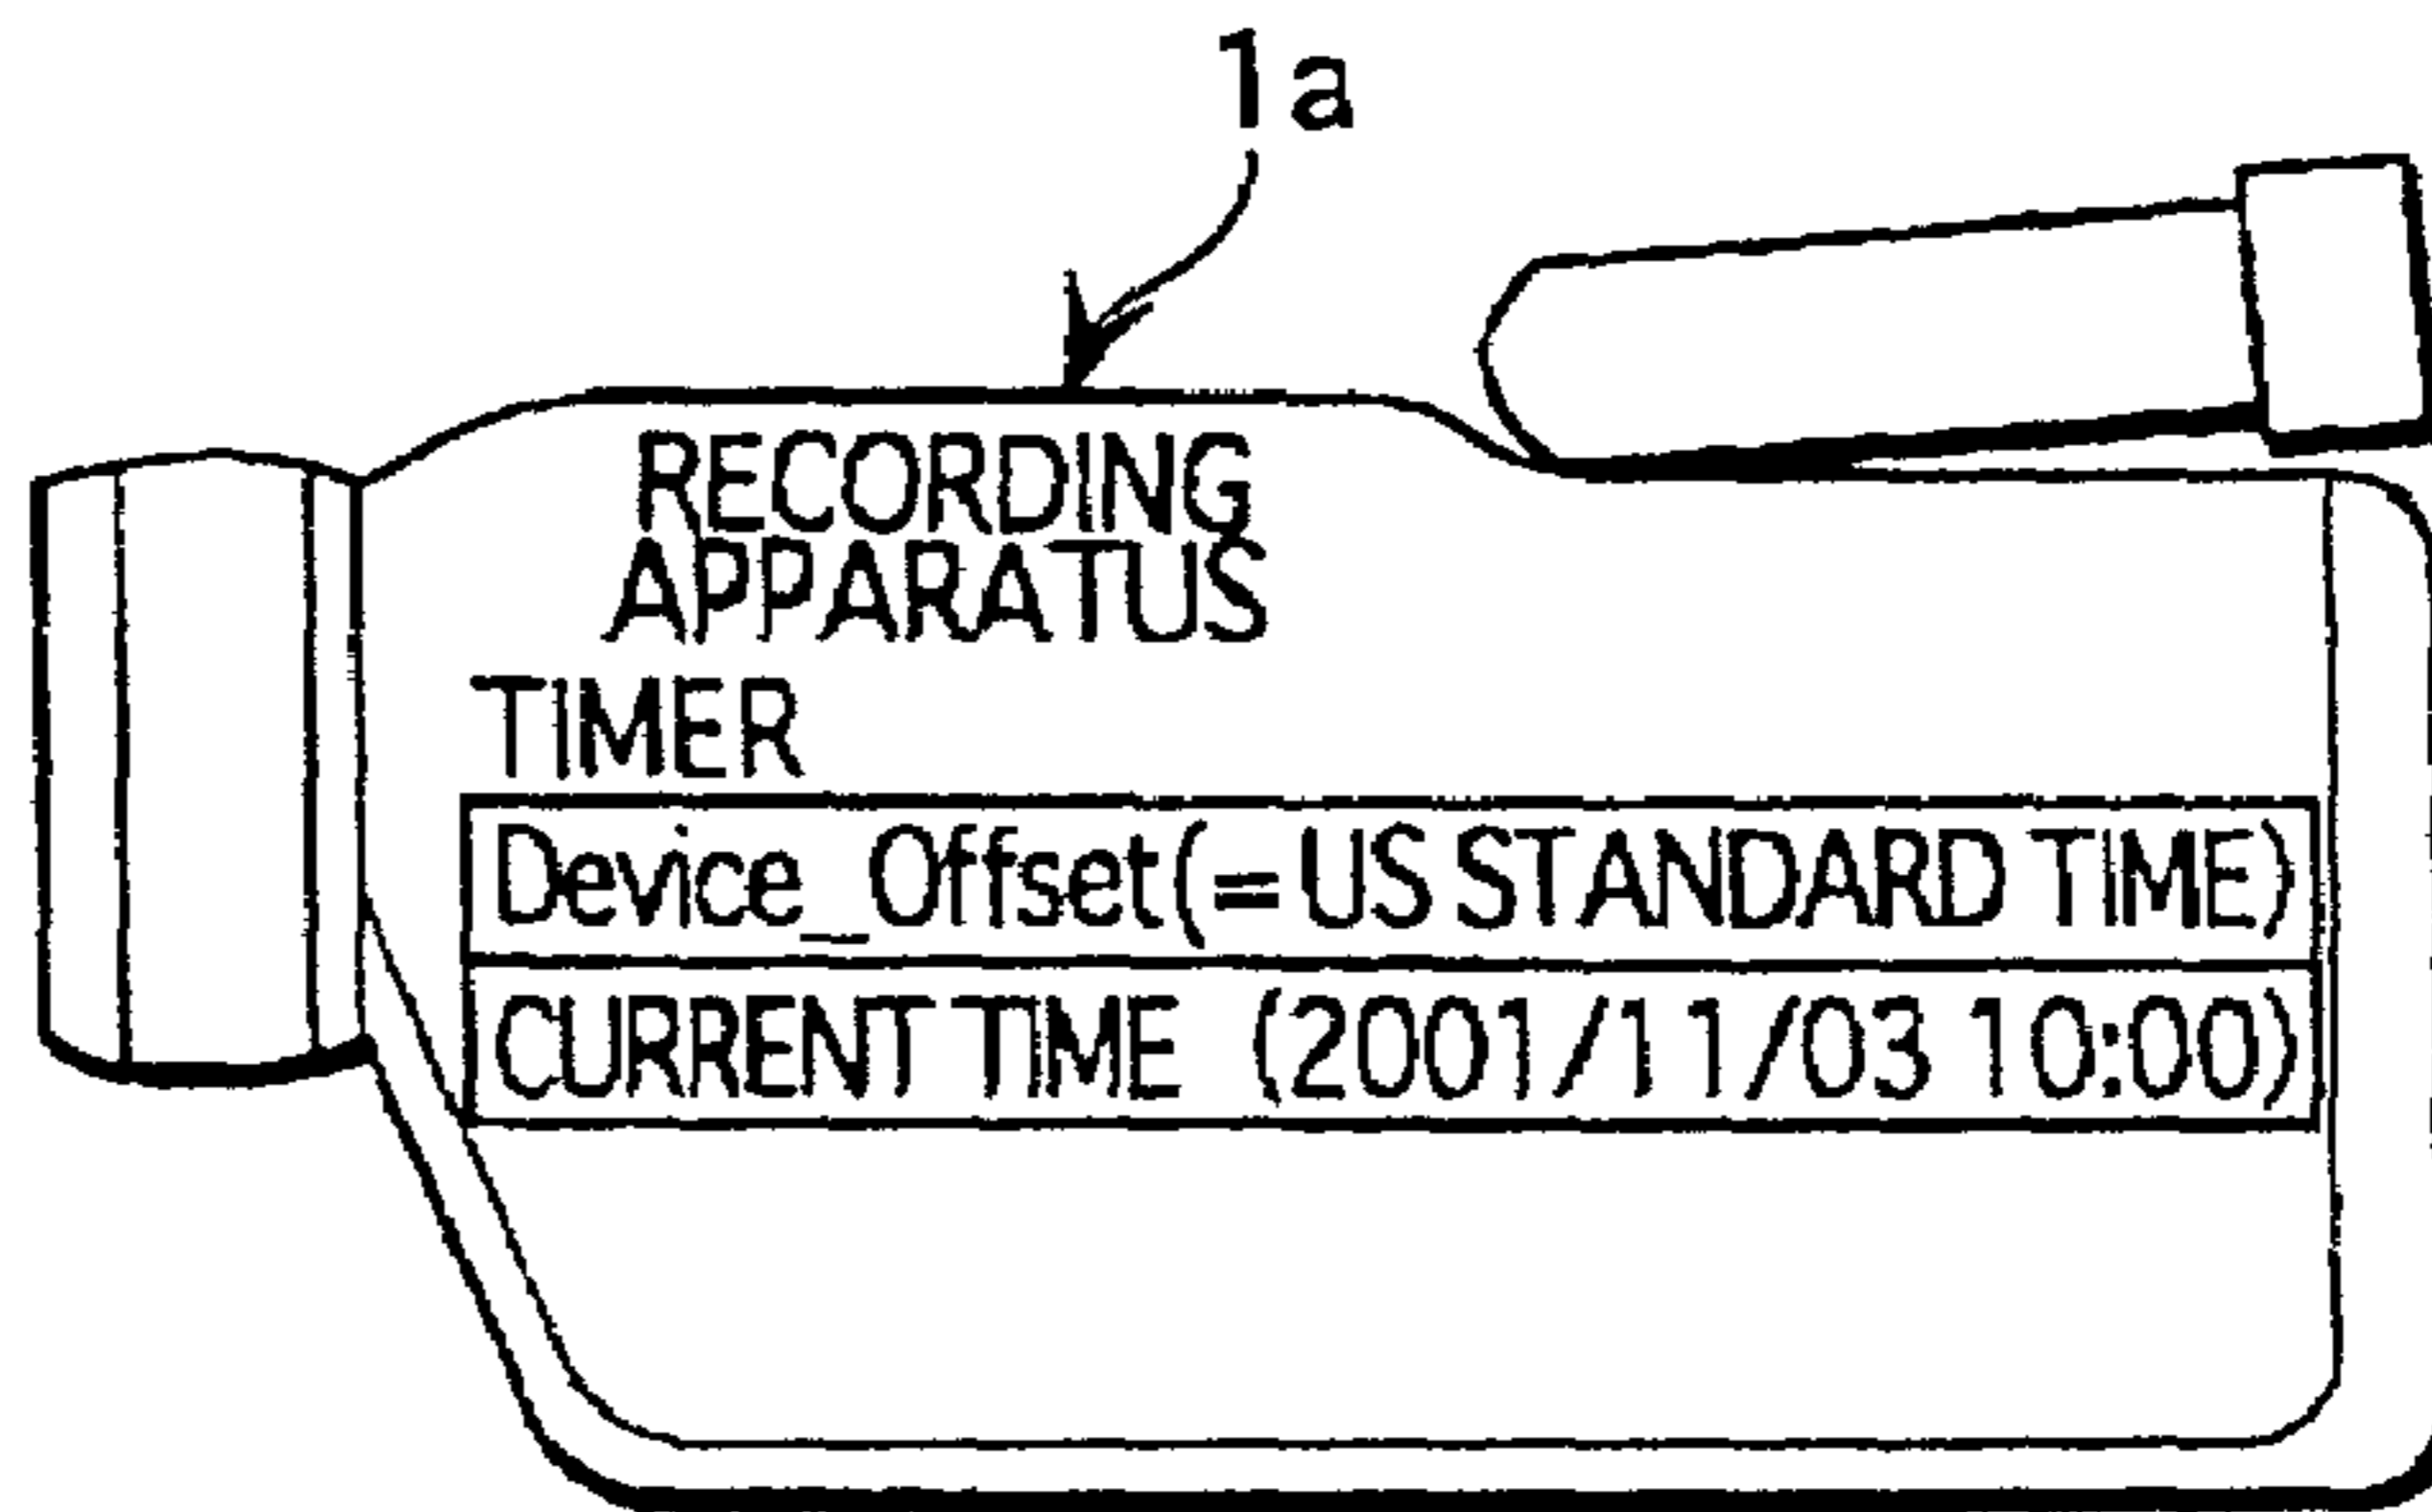 1a
RECORDING
APPARATUS
TIMER
Device_Offset(=US STANDARD TIME)
CURRENT TIME (2001/11/03 10:00)